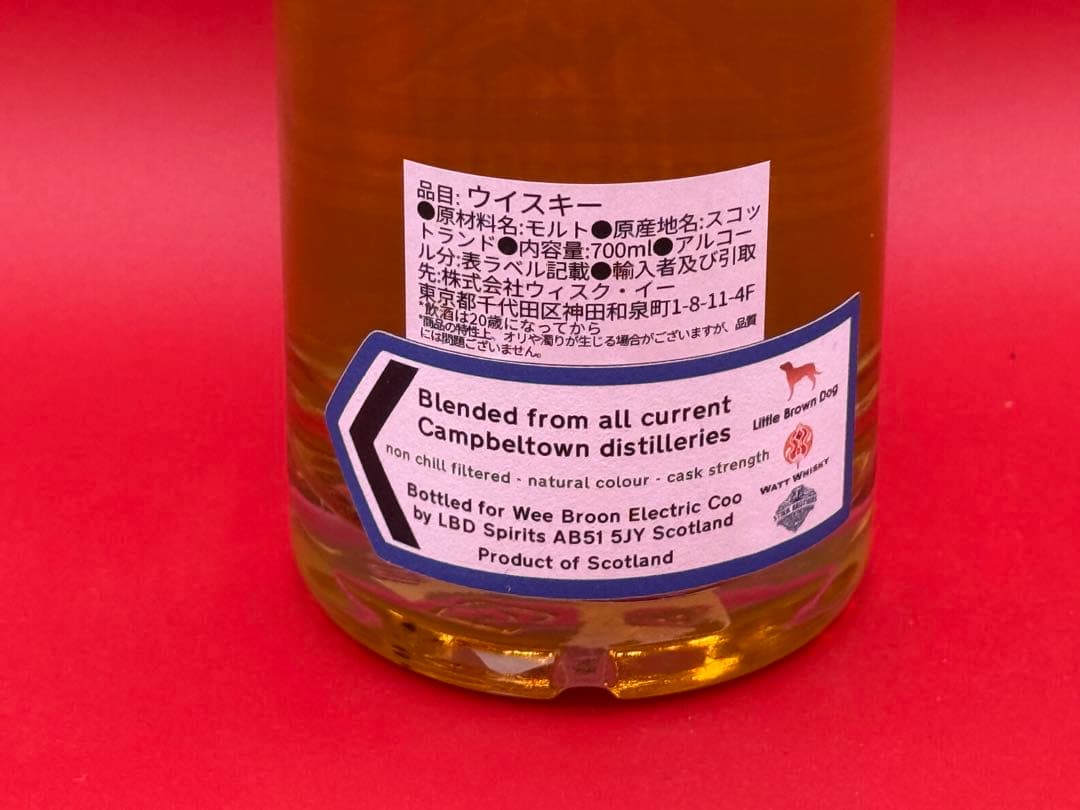 品目: ウイスキー
●原材料名:モルト●原産地名:スコッ
トランド●内容量:700ml●アルコー
ル分:表ラベル記載●輸入者及び引取
先:株式会社ウィスク・イー
東京都千代田区神田和泉町1-8-11-4F
*飲酒は20歳になってから
*商品の特性上、オリや濁りが生じる場合がございますが、品質
には問題ございません。
Blended from all current
Campbeltown distilleries
non chill filtered - natural colour - cask strength
Bottled for Wee Broon Electric Coo
by LBD Spirits AB51 5JY Scotland
Product of Scotland
Little Brown Dog
WATT WHISKY